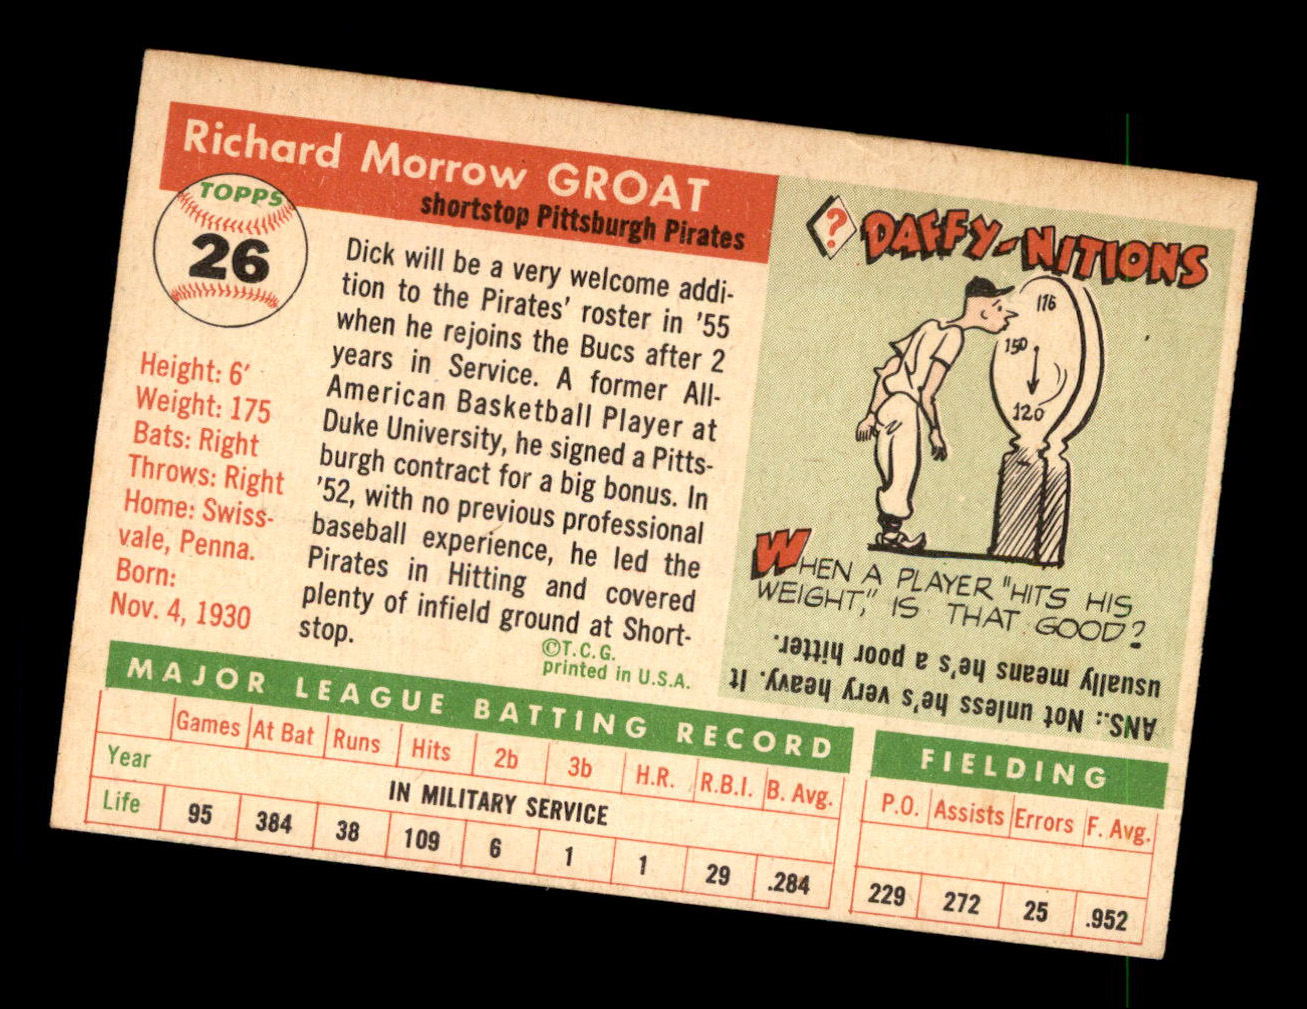 Richard Morrow GROAT
shortstop Pittsburgh Pirates
TOPPS
26
Height: 6'
Weight: 175
Bats: Right
Throws: Right
Home: Swiss-
vale, Penna.
Born:
Nov. 4, 1930
Dick will be a very welcome addi-
tion to the Pirates' roster in '55
when he rejoins the Bucs after 2
years in Service. A former All-
American Basketball Player at
Duke University, he signed a Pitts-
burgh contract for a big bonus. In
'52, with no previous professional
baseball experience, he led the
Pirates in Hitting and covered
plenty of infield ground at Short-
stop.
©T.C.G.
printed in U.S.A.
? DAFFY-NITIONS
176
150
120
WHEN A PLAYER "HITS HIS
WEIGHT," IS THAT GOOD?
ANS.: Not unless he's very heavy. It
usually means he's a poor hitter.
MAJOR LEAGUE BATTING RECORD
Games At Bat Runs Hits 2b 3b H.R. R.B.I. B. Avg.
Year IN MILITARY SERVICE
Life 95 384 38 109 6 1 1 29 .284
FIELDING
P.O. Assists Errors F. Avg.
229 272 25 .952